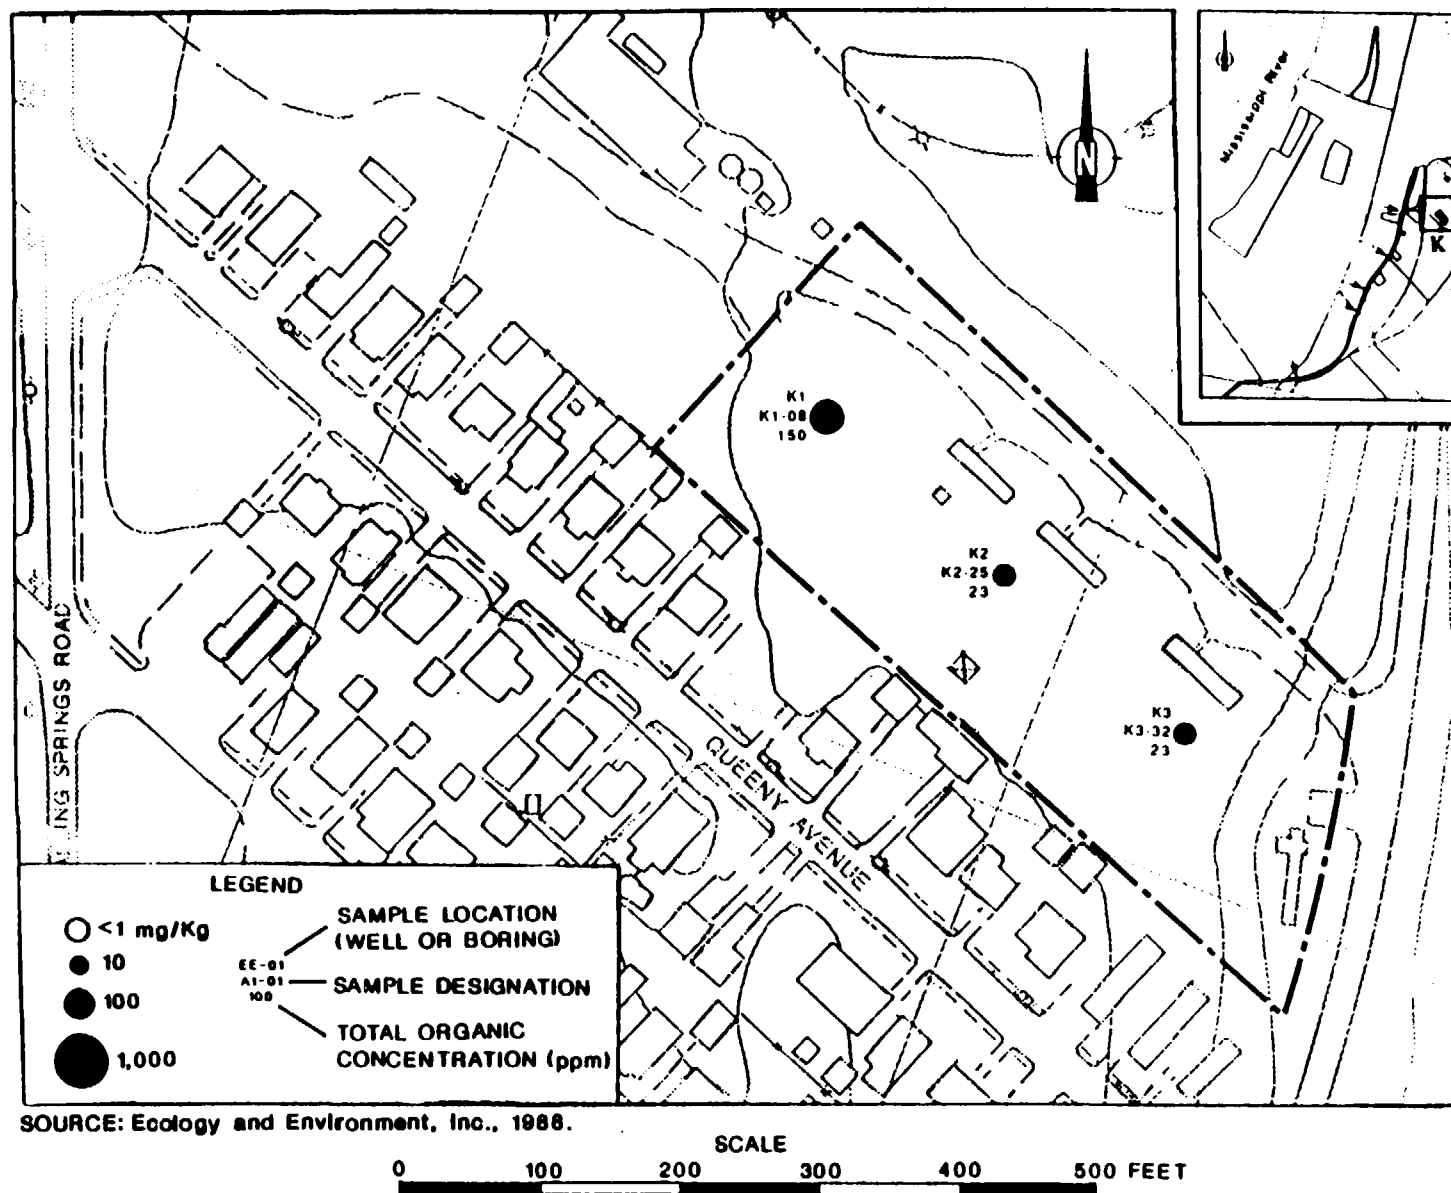 N
Mississippi River
K
K1
K1-08
150
K2
K2-25
23
K3
K3-32
23
ING SPRINGS ROAD
QUEENY AVENUE
LEGEND
<1 mg/Kg
10
100
1,000
EE-01
A1-01
100
SAMPLE LOCATION
(WELL OR BORING)
SAMPLE DESIGNATION
TOTAL ORGANIC
CONCENTRATION (ppm)
SOURCE: Ecology and Environment, Inc., 1988.
SCALE
0 100 200 300 400 500 FEET